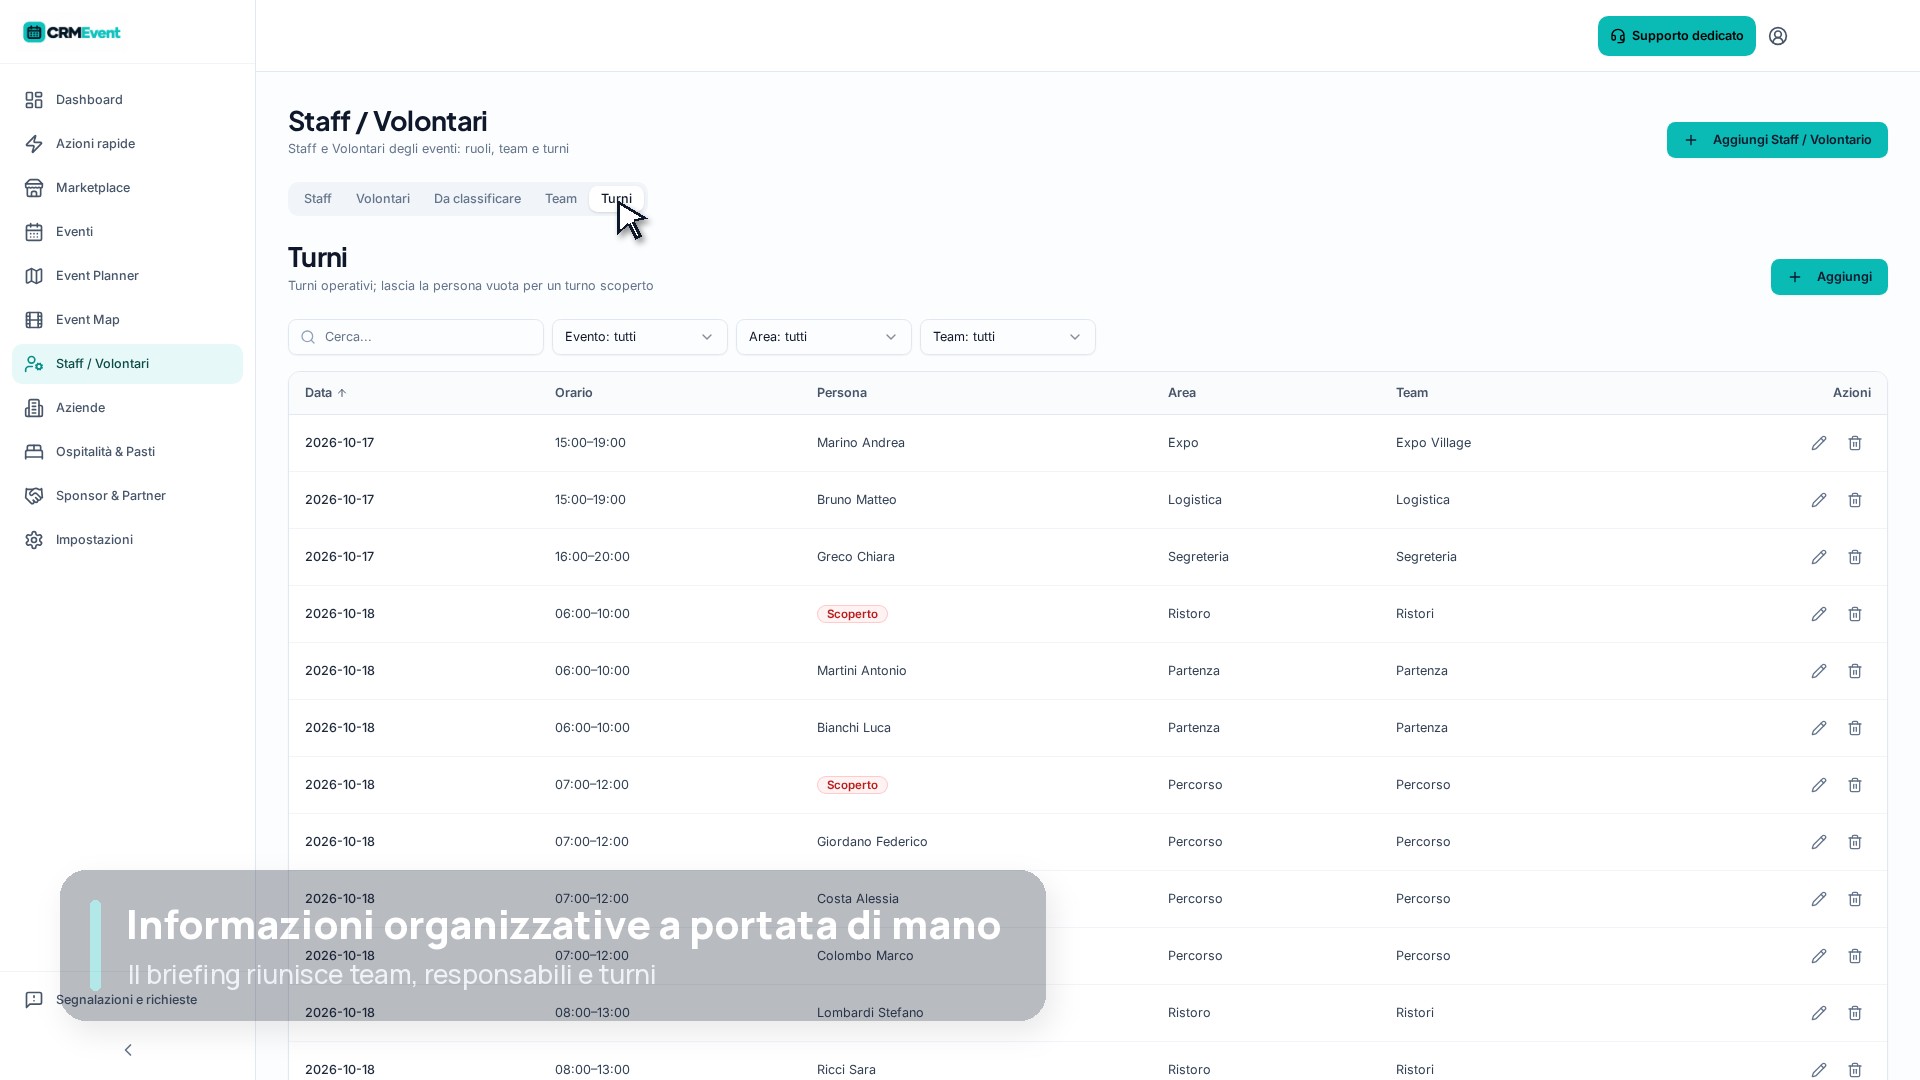 CRMEvent
Supporto dedicato
Dashboard
Azioni rapide
Marketplace
Eventi
Event Planner
Event Map
Staff / Volontari
Aziende
Ospitalità & Pasti
Sponsor & Partner
Impostazioni
Segnalazioni e richieste
Staff / Volontari
Staff e Volontari degli eventi: ruoli, team e turni
Aggiungi Staff / Volontario
Staff Volontari Da classificare Team Turni
Turni
Turni operativi; lascia la persona vuota per un turno scoperto
Aggiungi
Cerca... Evento: tutti Area: tutti Team: tutti
Data Orario Persona Area Team Azioni
2026-10-17 15:00–19:00 Marino Andrea Expo Expo Village
2026-10-17 15:00–19:00 Bruno Matteo Logistica Logistica
2026-10-17 16:00–20:00 Greco Chiara Segreteria Segreteria
2026-10-18 06:00–10:00 Scoperto Ristoro Ristori
2026-10-18 06:00–10:00 Martini Antonio Partenza Partenza
2026-10-18 06:00–10:00 Bianchi Luca Partenza Partenza
2026-10-18 07:00–12:00 Scoperto Percorso Percorso
2026-10-18 07:00–12:00 Giordano Federico Percorso Percorso
2026-10-18 07:00–12:00 Costa Alessia Percorso Percorso
2026-10-18 07:00–12:00 Colombo Marco Percorso Percorso
2026-10-18 08:00–13:00 Lombardi Stefano Ristoro Ristori
2026-10-18 08:00–13:00 Ricci Sara Ristoro Ristori
Informazioni organizzative a portata di mano
Il briefing riunisce team, responsabili e turni